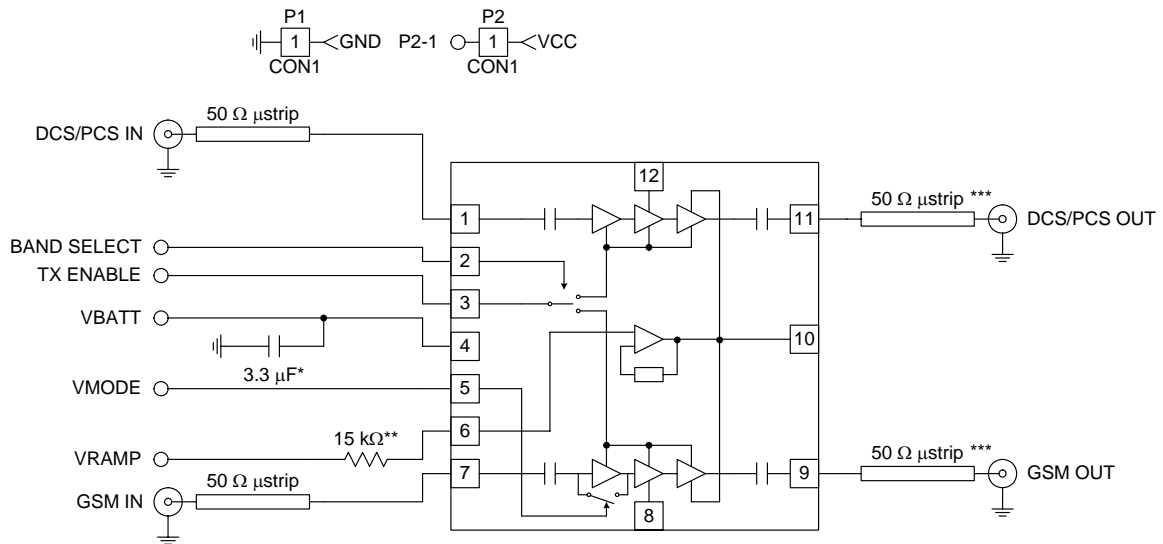 P1
1
GND
CON1
P2
P2-1
1
VCC
CON1
50 Ω μstrip
DCS/PCS IN
12
1
11
50 Ω μstrip ***
DCS/PCS OUT
BAND SELECT
2
TX ENABLE
3
VBATT
4
10
3.3 μF*
VMODE
5
6
15 kΩ**
VRAMP
7
9
50 Ω μstrip ***
GSM OUT
50 Ω μstrip
GSM IN
8